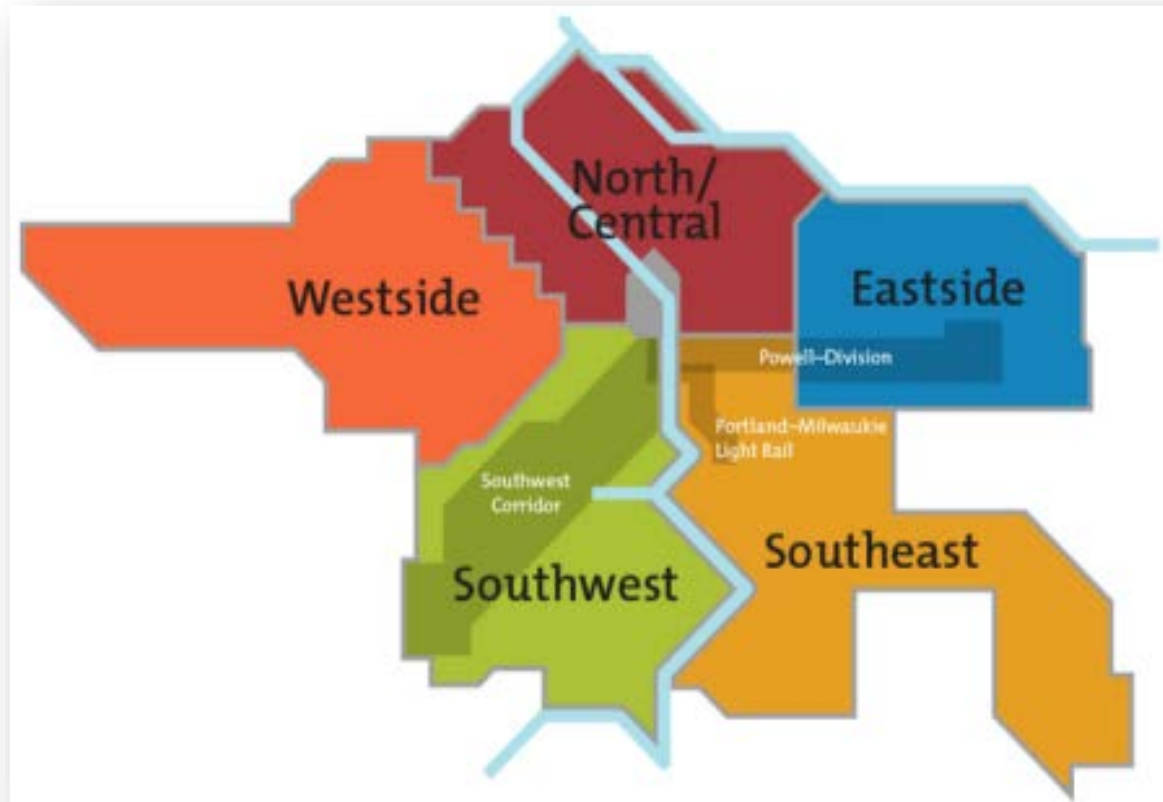 North/
Central
Westside
Eastside
Powell–Division
Portland–Milwaukie
Light Rail
Southwest
Corridor
Southeast
Southwest